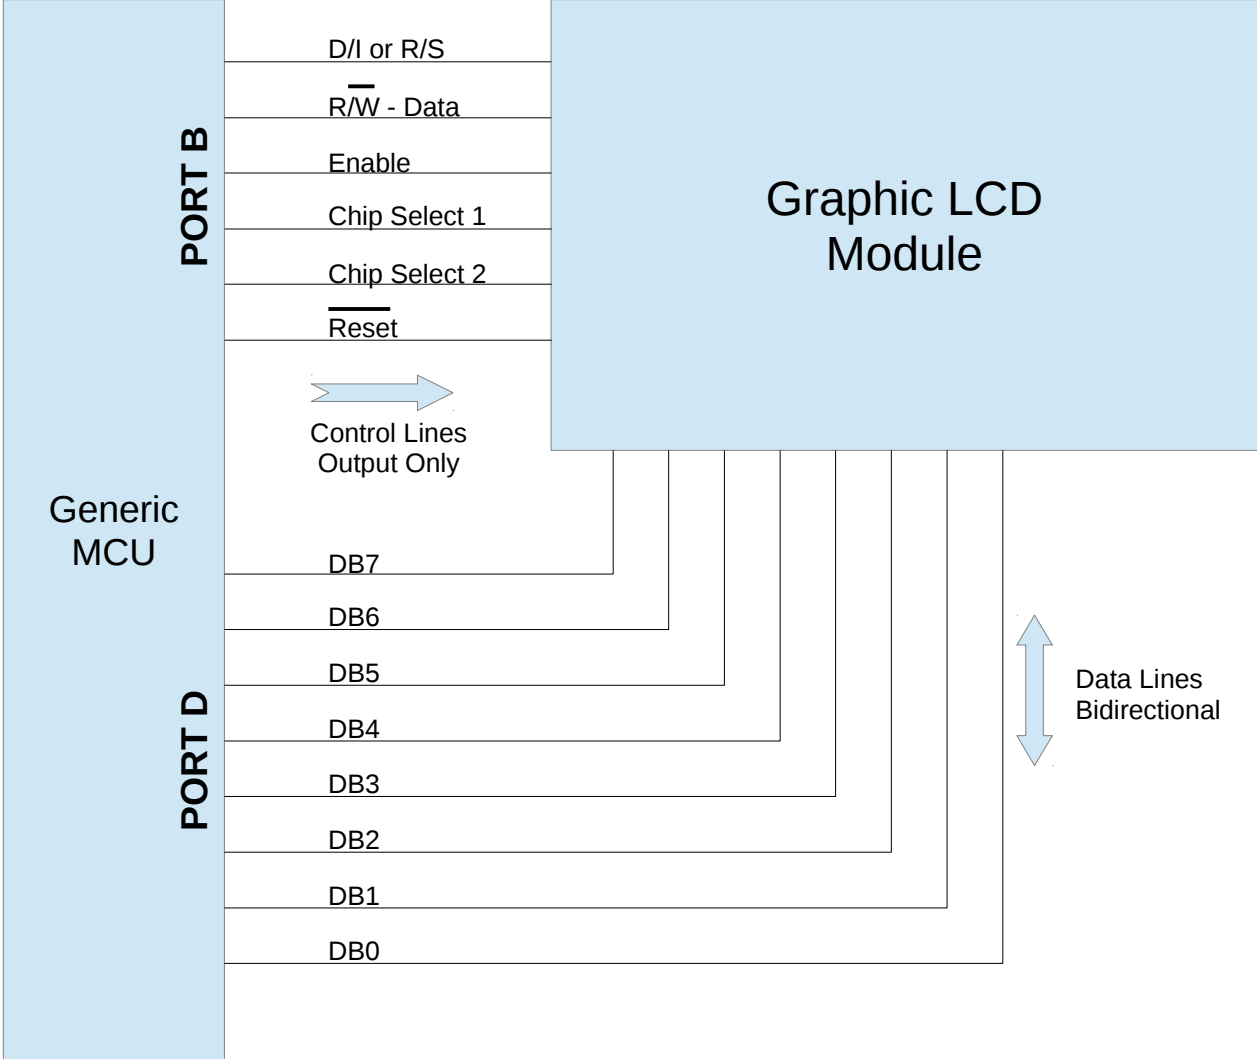 D/I or R/S
R/W - Data
Enable
Chip Select 1
Chip Select 2
Reset
PORT B
Graphic LCD
Module
Control Lines
Output Only
Generic
MCU
DB7
DB6
DB5
DB4
DB3
DB2
DB1
DB0
PORT D
Data Lines
Bidirectional